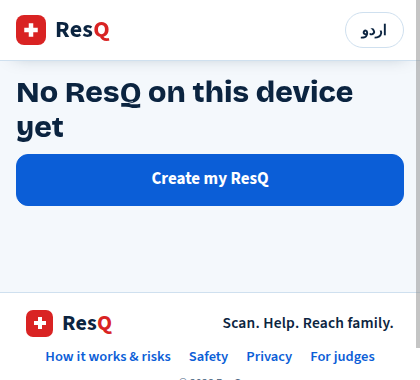 ResQ
اردو
No ResQ on this device
yet
Create my ResQ
ResQ
Scan. Help. Reach family.
How it works & risks Safety Privacy For judges